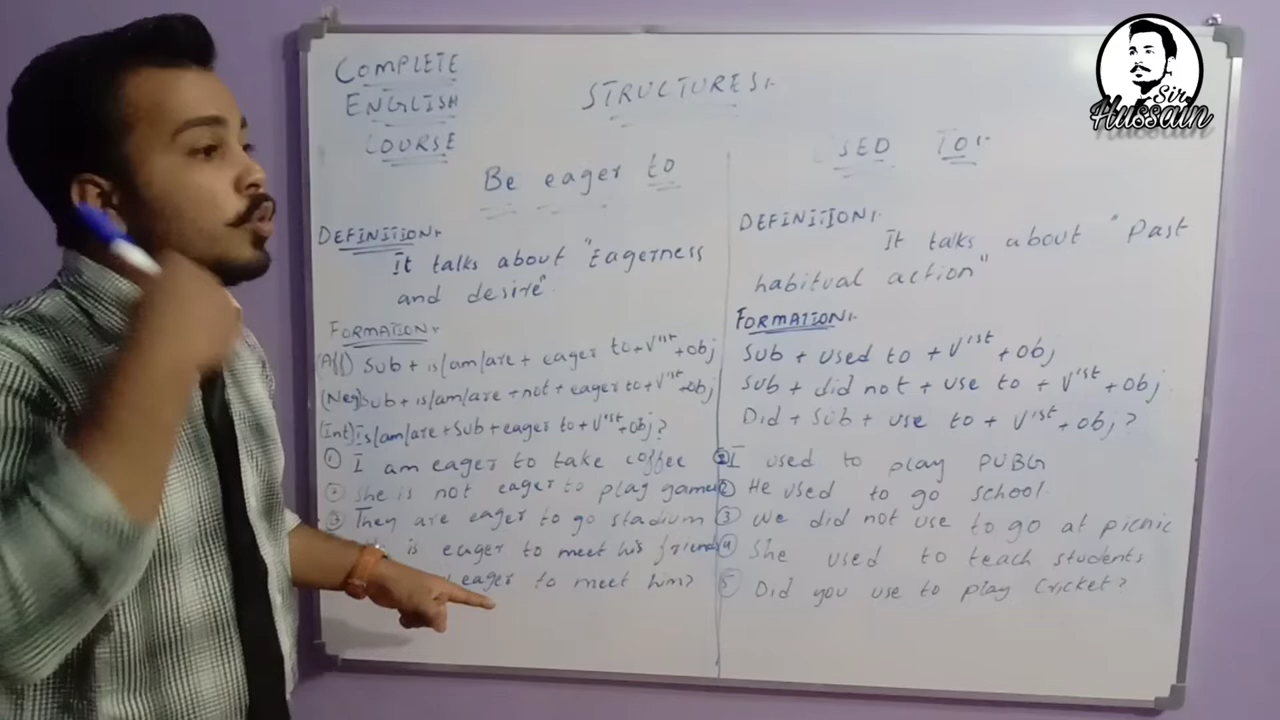 COMPLETE
ENGLISH
COURSE
STRUCTURES:-
Sir
Hussain
Be eager to
DEFINITION:-
It talks about "Eagerness
and desire".
FORMATION:-
(Aff) Sub + is/am/are + eager to + V1st + obj
(Neg) Sub + is/am/are + not + eager to + V1st + obj
(Int) is/am/are + Sub + eager to + V1st + obj?
① I am eager to take coffee
② She is not eager to play games
③ They are eager to go stadium
is eager to meet his friends
eager to meet him?
SED TO:-
DEFINITION:-
It talks about "Past
habitual action"
FORMATION:-
Sub + used to + V1st + obj
Sub + did not + use to + V1st + obj
Did + Sub + use to + V1st + obj?
I used to play PUBG
② He used to go school
③ We did not use to go at picnic
④ She used to teach students
⑤ Did you use to play Cricket?